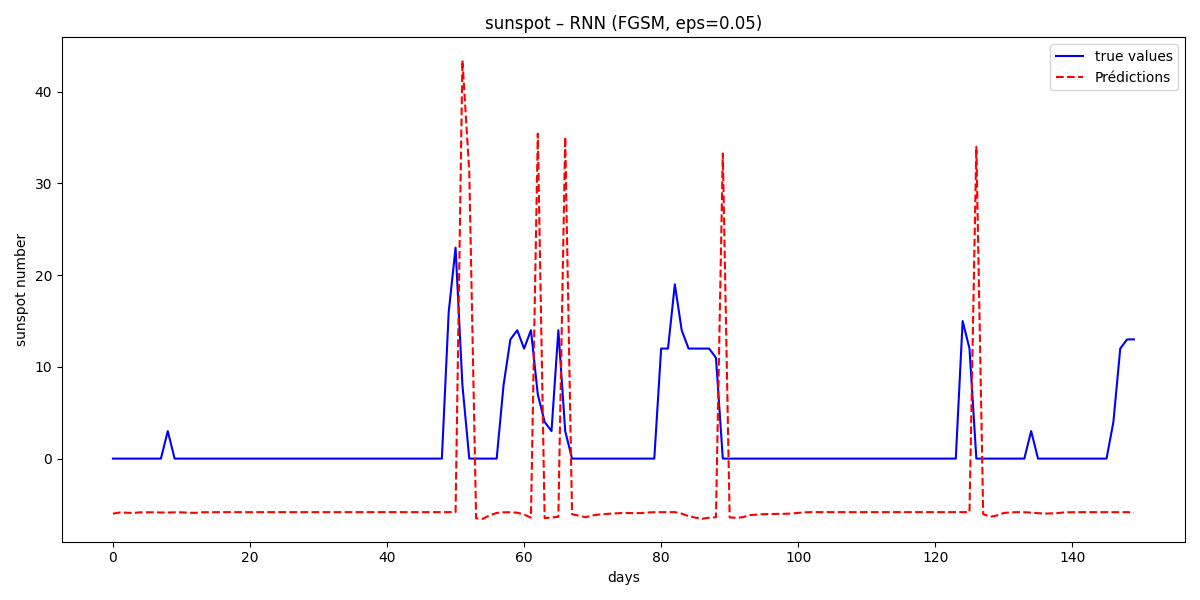 sunspot – RNN (FGSM, eps=0.05)
true values
Prédictions
sunspot number
40
30
20
10
0
0 20 40 60 80 100 120 140
days